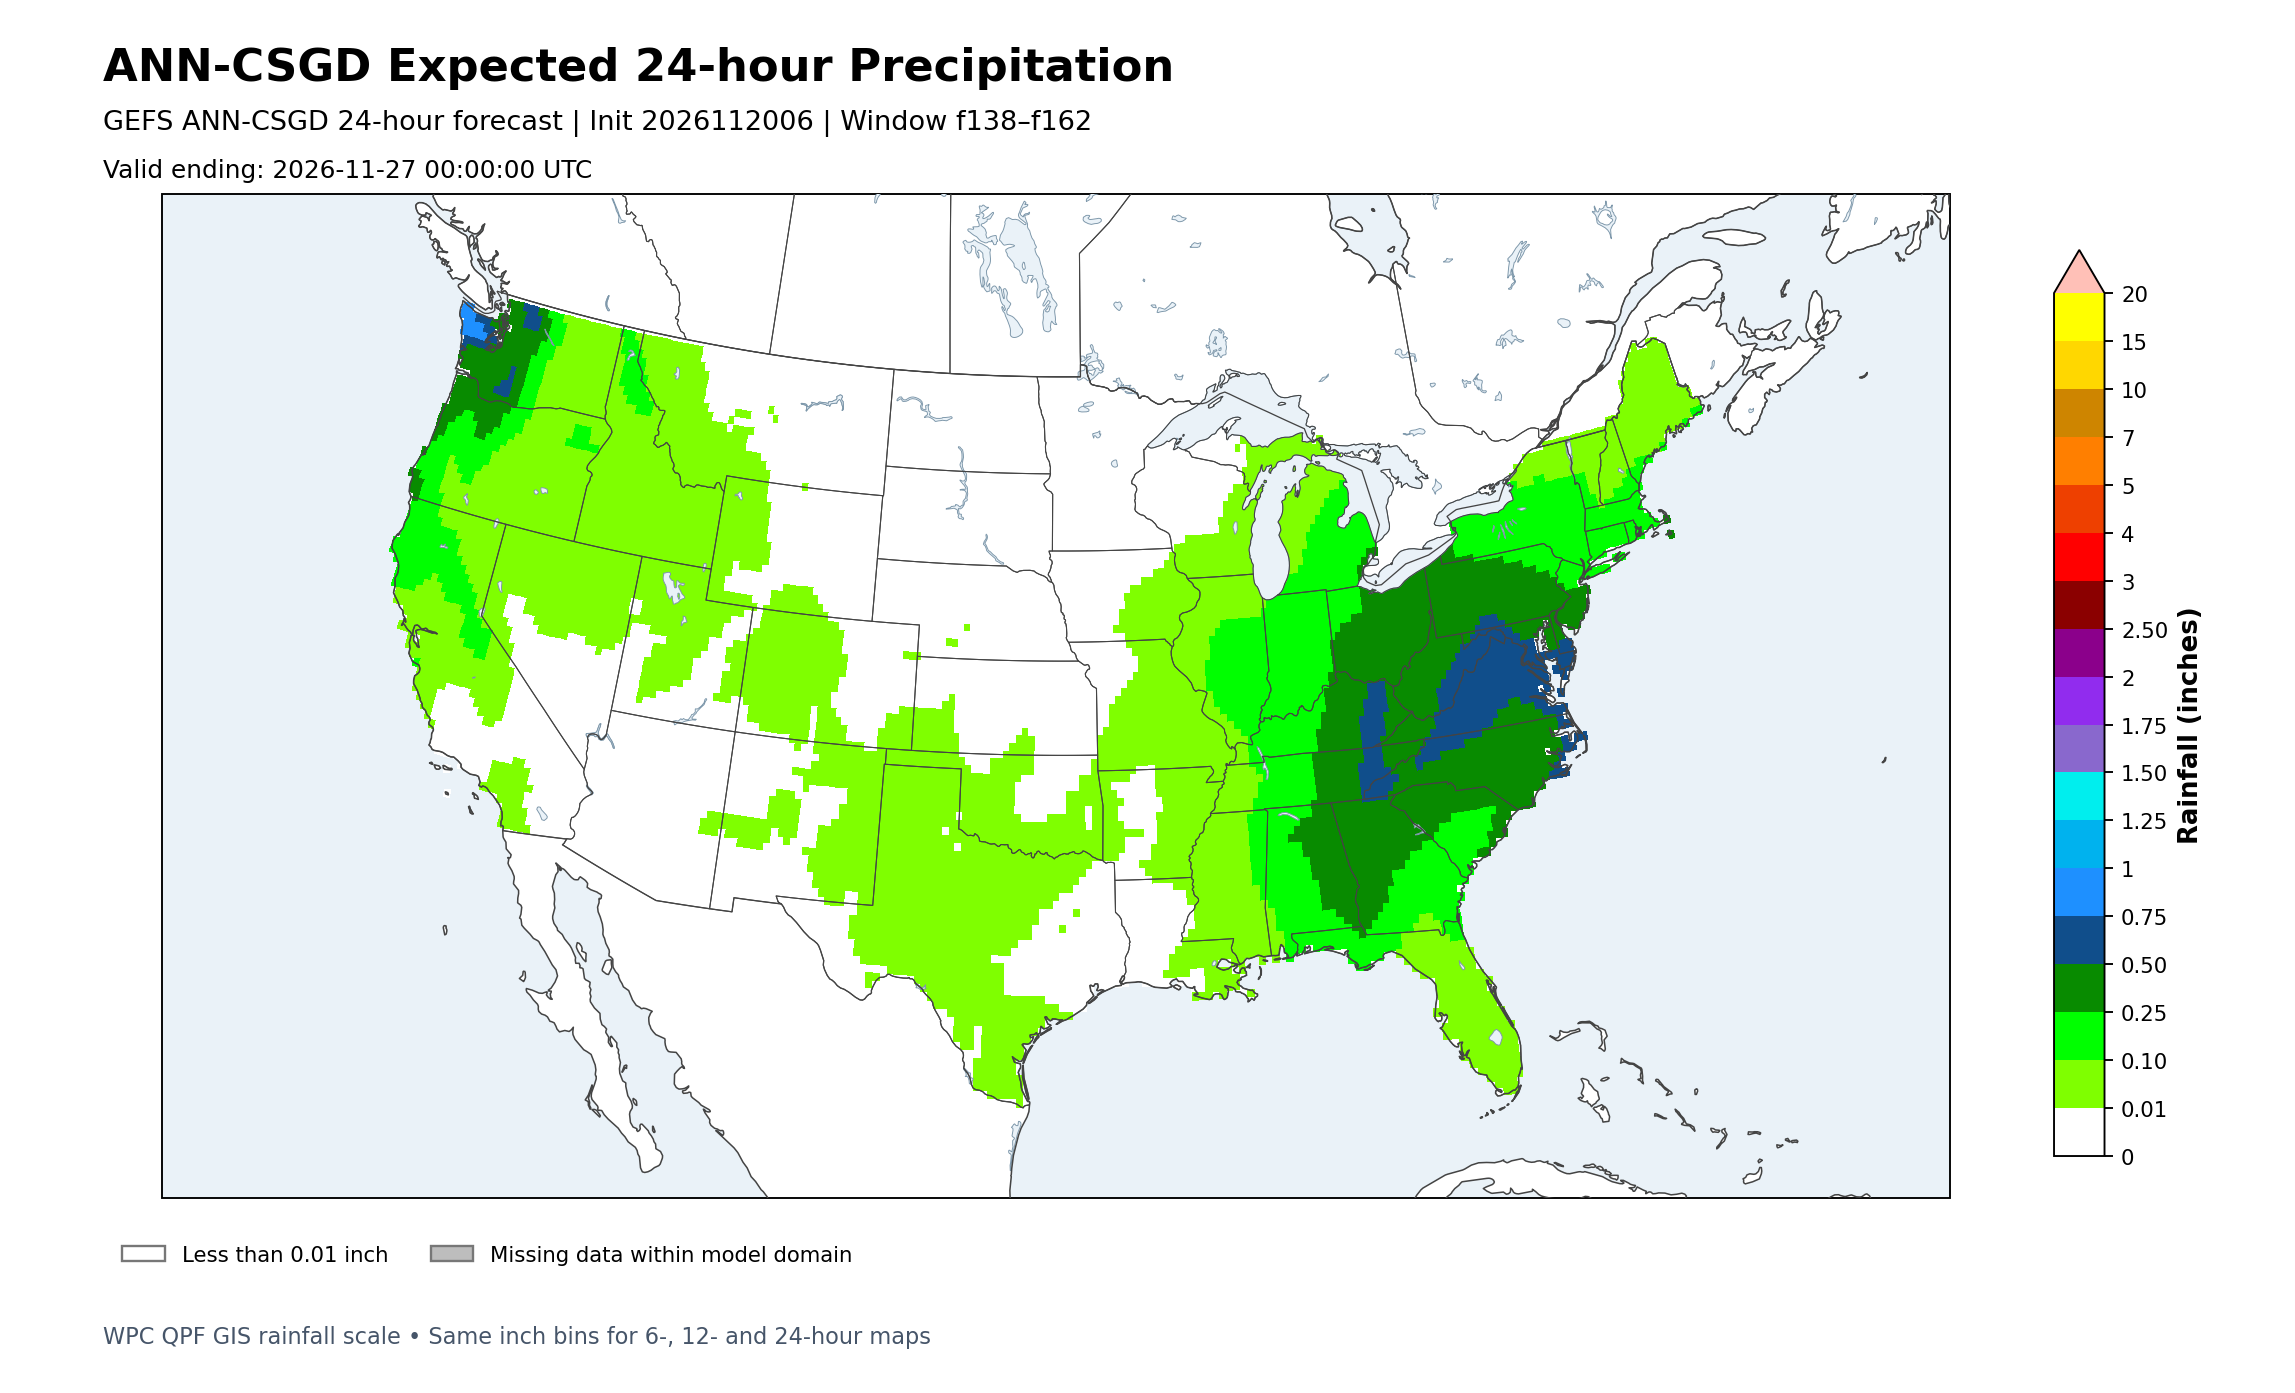 ANN-CSGD Expected 24-hour Precipitation
GEFS ANN-CSGD 24-hour forecast | Init 2026112006 | Window f138–f162
Valid ending: 2026-11-27 00:00:00 UTC
20
15
10
7
5
4
3
2.50
2
1.75
1.50
1.25
1
0.75
0.50
0.25
0.10
0.01
0
Rainfall (inches)
Less than 0.01 inch
Missing data within model domain
WPC QPF GIS rainfall scale • Same inch bins for 6-, 12- and 24-hour maps